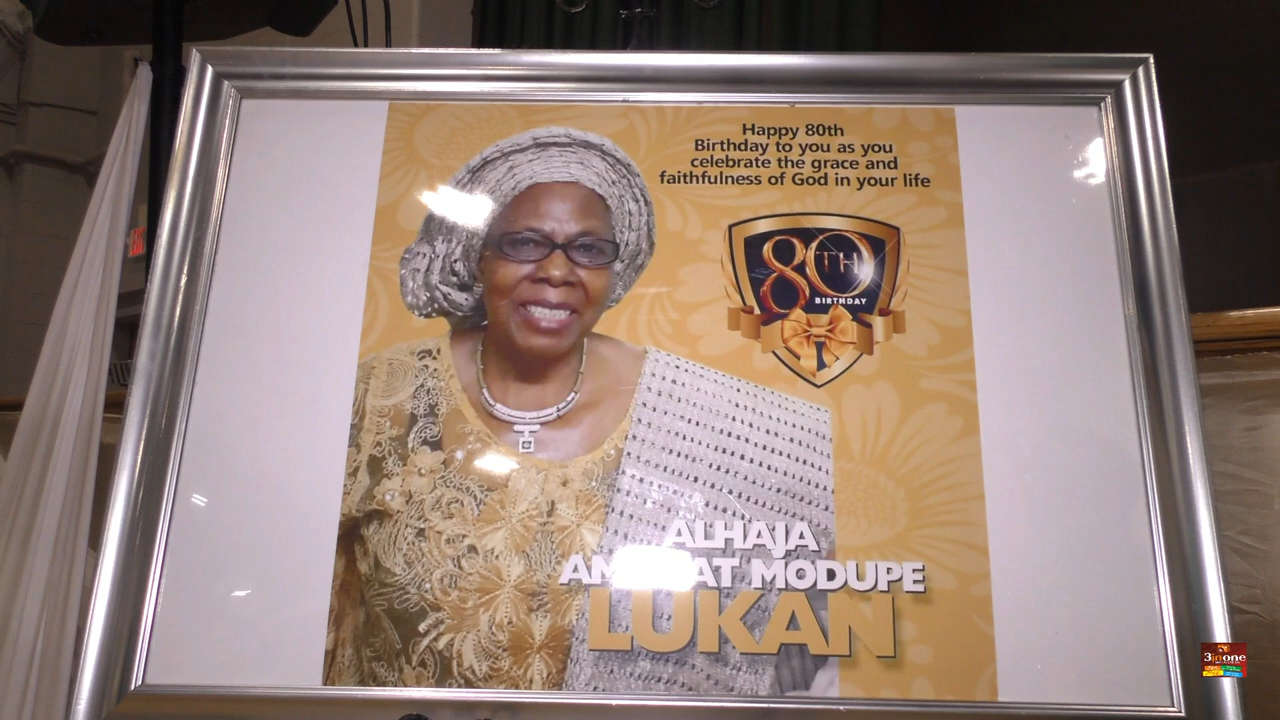 Happy 80th
Birthday to you as you
celebrate the grace and
faithfulness of God in your life
80TH
BIRTHDAY
ALHAJA
MODUPE
LUKAN
3inone